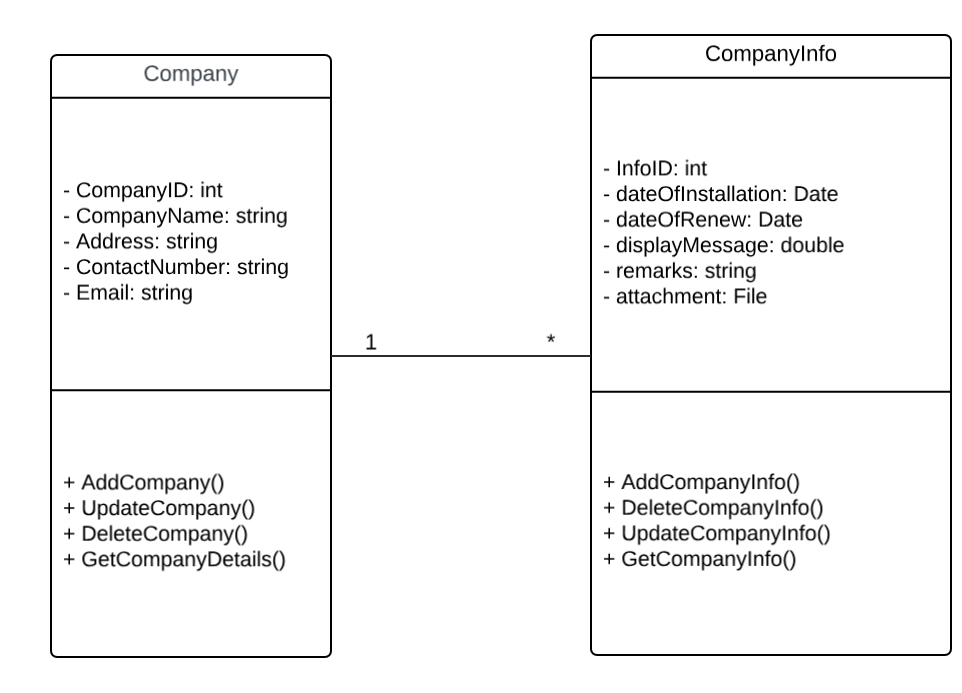 Company
- CompanyID: int
- CompanyName: string
- Address: string
- ContactNumber: string
- Email: string
+ AddCompany()
+ UpdateCompany()
+ DeleteCompany()
+ GetCompanyDetails()
1
*
CompanyInfo
- InfoID: int
- dateOfInstallation: Date
- dateOfRenew: Date
- displayMessage: double
- remarks: string
- attachment: File
+ AddCompanyInfo()
+ DeleteCompanyInfo()
+ UpdateCompanyInfo()
+ GetCompanyInfo()